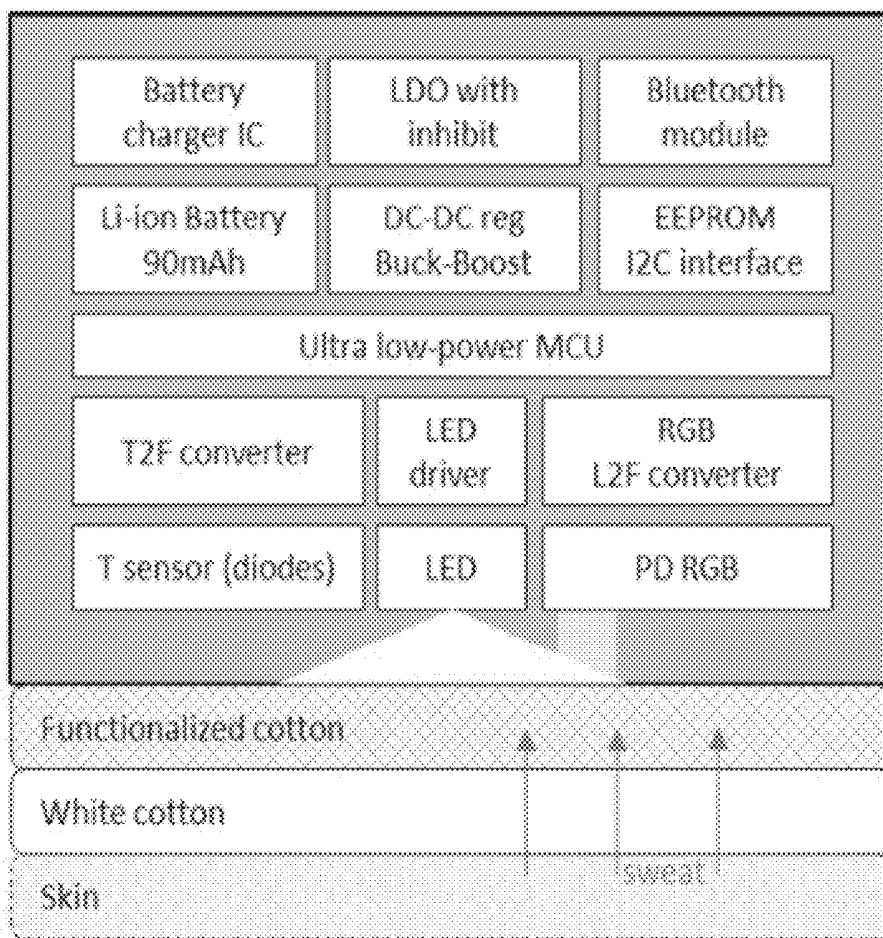 Battery
charger IC
LDO with
inhibit
Bluetooth
module
Li-ion Battery
90mAh
DC-DC reg
Buck-Boost
EEPROM
I2C interface
Ultra low-power MCU
T2F converter
LED
driver
RGB
L2F converter
T sensor (diodes)
LED
PD RGB
Functionalized cotton
White cotton
sweat
Skin